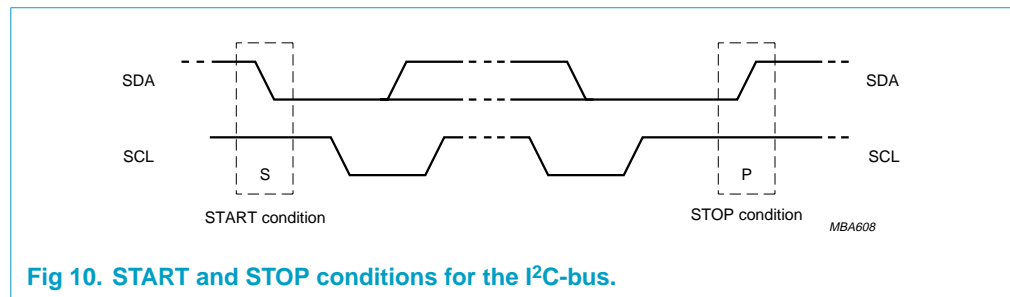 SDA
SDA
SCL
SCL
S
P
START condition
STOP condition
MBA608
Fig 10. START and STOP conditions for the I²C-bus.